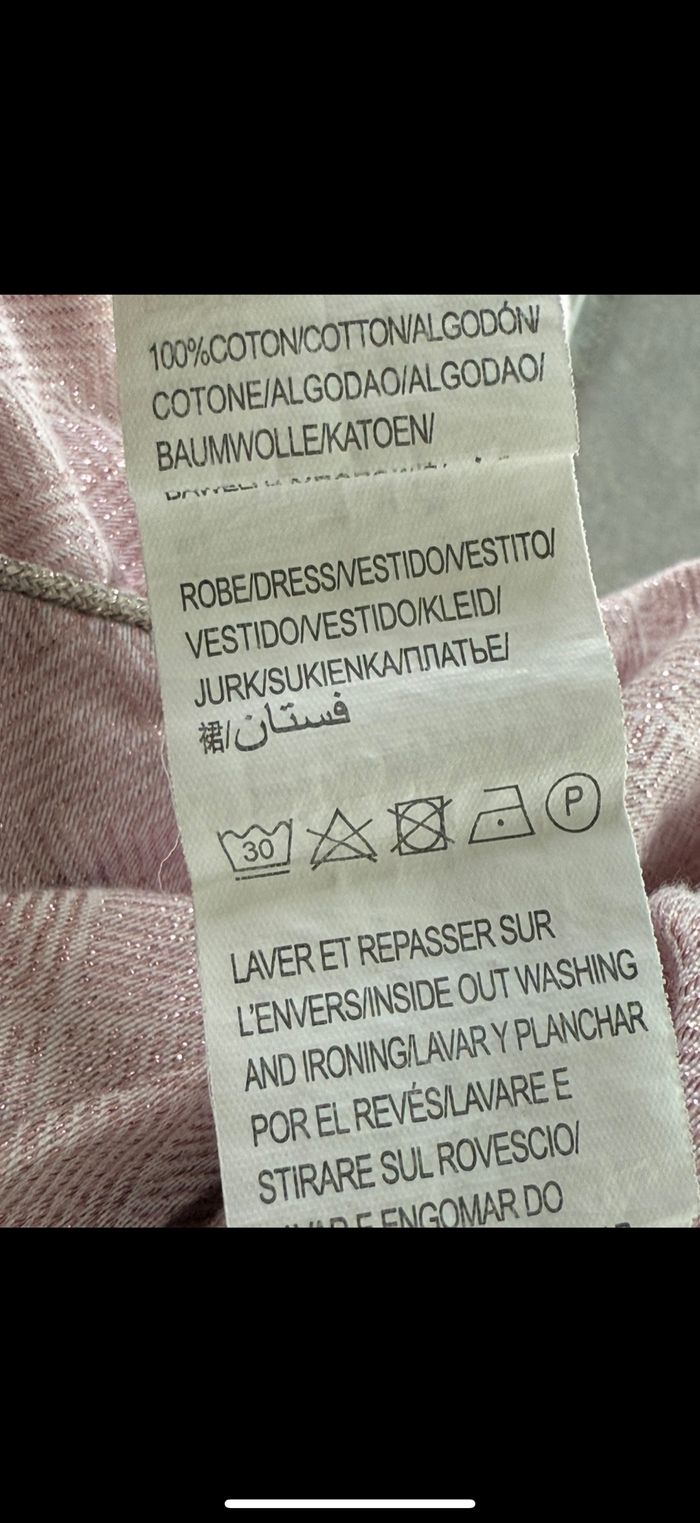 100%COTON/COTTON/ALGODÓN/
COTONE/ALGODAO/ALGODAO/
BAUMWOLLE/KATOEN/
ROBE/DRESS/VESTIDO/VESTITO/
VESTIDO/VESTIDO/KLEID/
JURK/SUKIENKA/ПЛАТЬЕ/
裙/فستان
30 P
LAVER ET REPASSER SUR
L'ENVERS/INSIDE OUT WASHING
AND IRONING/LAVAR Y PLANCHAR
POR EL REVÉS/LAVARE E
STIRARE SUL ROVESCIO/
E ENGOMAR DO